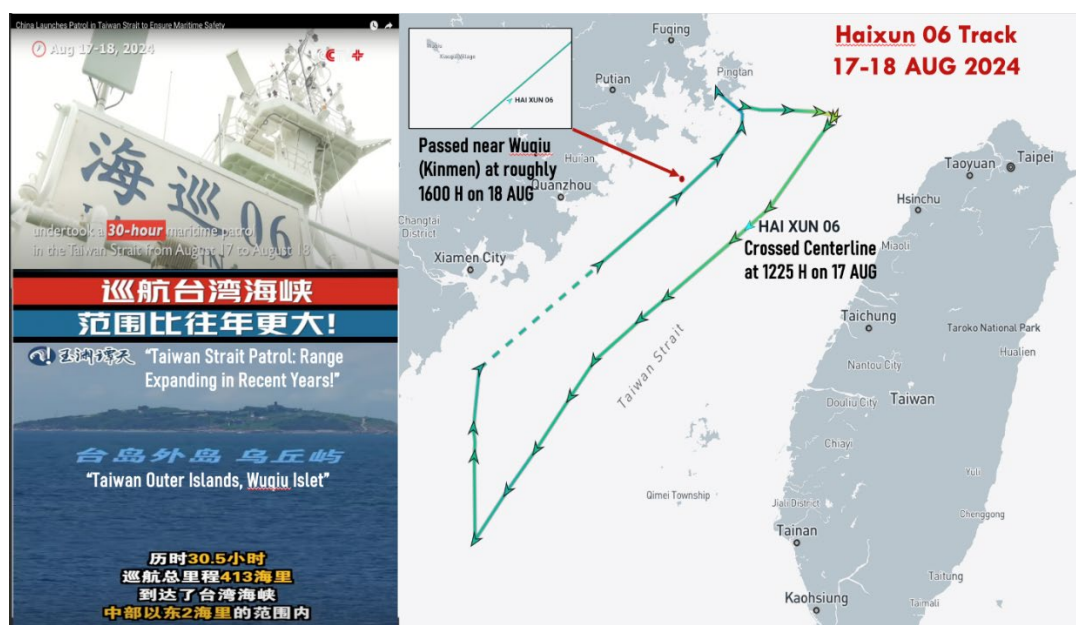 China Launches Patrol in Taiwan Strait to Ensure Maritime Safety
Aug 17-18, 2024
海巡06
undertook a 30-hour maritime patrol
in the Taiwan Strait from August 17 to August 18
巡航台湾海峡
范围比往年更大!
玉渊谭天
“Taiwan Strait Patrol: Range
Expanding in Recent Years!”
台岛外岛 乌丘屿
“Taiwan Outer Islands, Wuqiu Islet”
历时30.5小时
巡航总里程413海里
到达了台湾海峡
中部以东2海里的范围内
Haixun 06 Track
17-18 AUG 2024
HAI XUN 06
Passed near Wuqiu
(Kinmen) at roughly
1600 H on 18 AUG
HAI XUN 06
Crossed Centerline
at 1225 H on 17 AUG
Fuqing
Pingtan
Putian
Hui'an
Quanzhou
Changtai
District
Xiamen City
Taiwan Strait
Taoyuan
Taipei
Hsinchu
Miaoli
Taichung
Taroko National Park
Hualien
Nantou City
Douliu City
Taiwan
Chiayi
Yuli
Qimei Township
Jiali District
Chenggong
Tainan
Taitung
Kaohsiung
Taimali